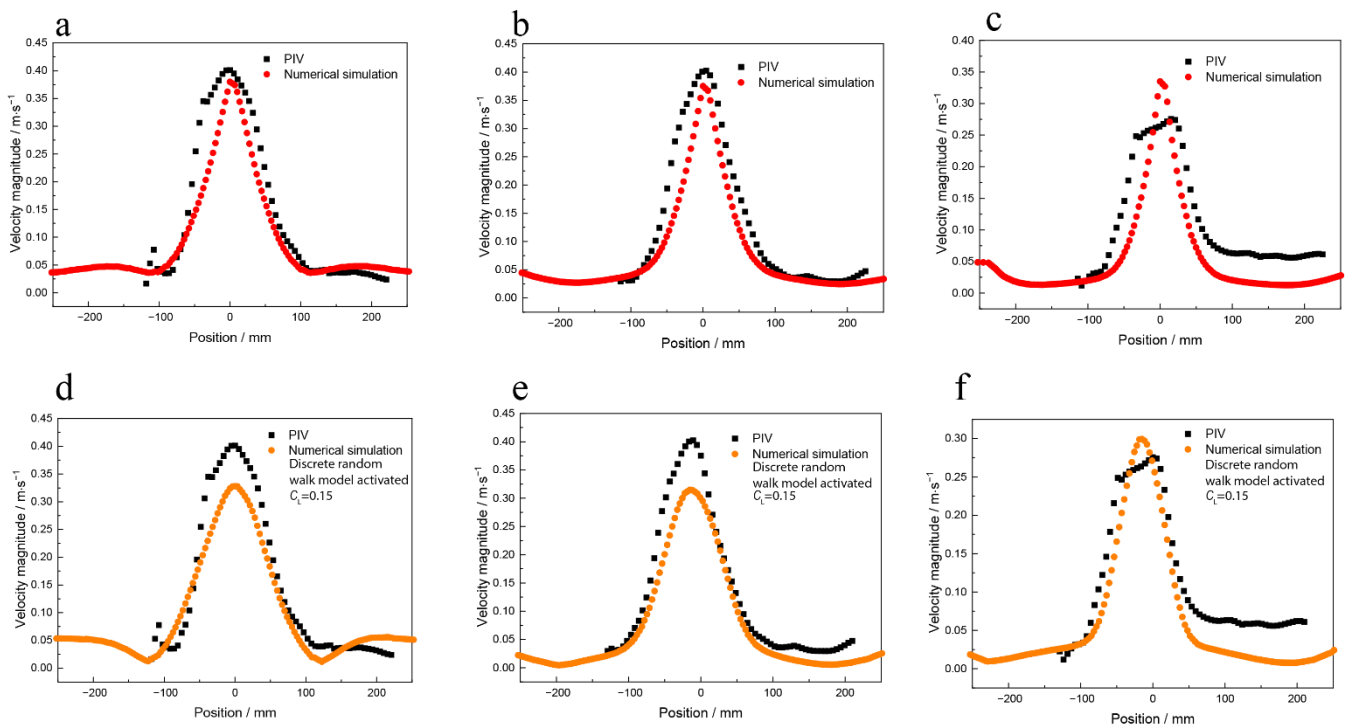 a
0.45
0.40
0.35
0.30
0.25
0.20
0.15
0.10
0.05
0.00
Velocity magnitude / m·s⁻¹
PIV
Numerical simulation
−200
−100
0
100
200
Position / mm
b
0.45
0.40
0.35
0.30
0.25
0.20
0.15
0.10
0.05
0.00
Velocity magnitude / m·s⁻¹
PIV
Numerical simulation
−200
−100
0
100
200
Position / mm
c
0.40
0.35
0.30
0.25
0.20
0.15
0.10
0.05
0.00
Velocity magnitude / m·s⁻¹
PIV
Numerical simulation
−200
−100
0
100
200
Position / mm
d
0.45
0.40
0.35
0.30
0.25
0.20
0.15
0.10
0.05
0.00
Velocity magnitude / m·s⁻¹
PIV
Numerical simulation
Discrete random
walk model activated
C_L=0.15
−200
−100
0
100
200
Position / mm
e
0.45
0.40
0.35
0.30
0.25
0.20
0.15
0.10
0.05
0.00
Velocity magnitude / m·s⁻¹
PIV
Numerical simulation
Discrete random
walk model activated
C_L=0.15
−200
−100
0
100
200
Position / mm
f
0.30
0.25
0.20
0.15
0.10
0.05
0.00
Velocity magnitude / m·s⁻¹
PIV
Numerical simulation
Discrete random
walk model activated
C_L=0.15
−200
−100
0
100
200
Position / mm